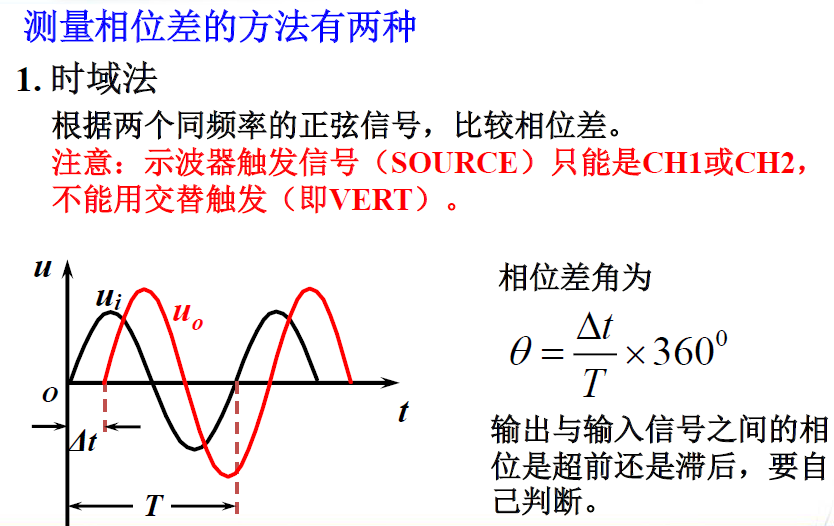 测量相位差的方法有两种
1. 时域法
根据两个同频率的正弦信号，比较相位差。
注意：示波器触发信号（SOURCE）只能是CH1或CH2，
不能用交替触发（即VERT）。
u
ui
uo
O
t
Δt
T
相位差角为
θ = Δt/T × 360⁰
输出与输入信号之间的相
位是超前还是滞后，要自
己判断。